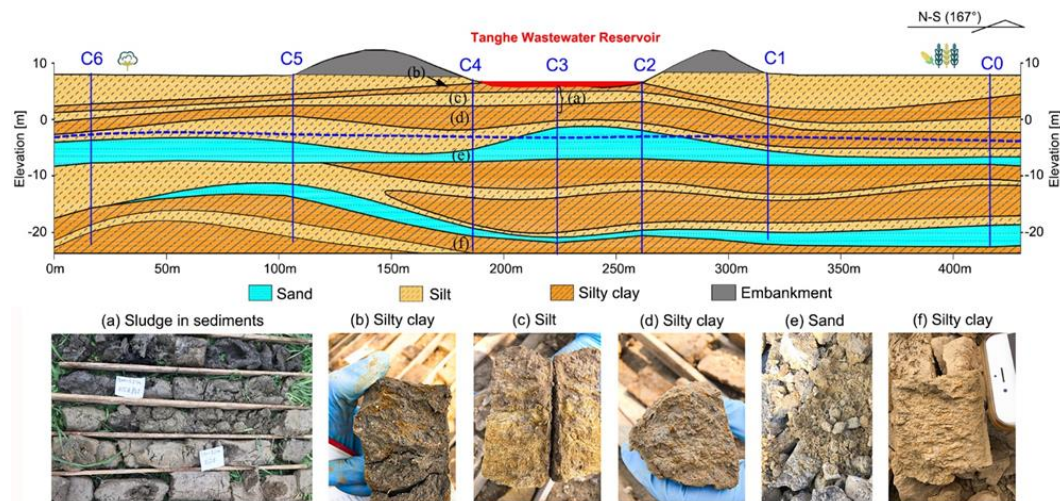 N-S (167°)
Tanghe Wastewater Reservoir
C6 C5 C4 C3 C2 C1 C0
(b)
(c)
(a)
(d)
(e)
(f)
Elevation [m]
10
0
-10
-20
10
0
-10
-20
Elevation [m]
0m 50m 100m 150m 200m 250m 300m 350m 400m
Sand Silt Silty clay Embankment
(a) Sludge in sediments (b) Silty clay (c) Silt (d) Silty clay (e) Sand (f) Silty clay